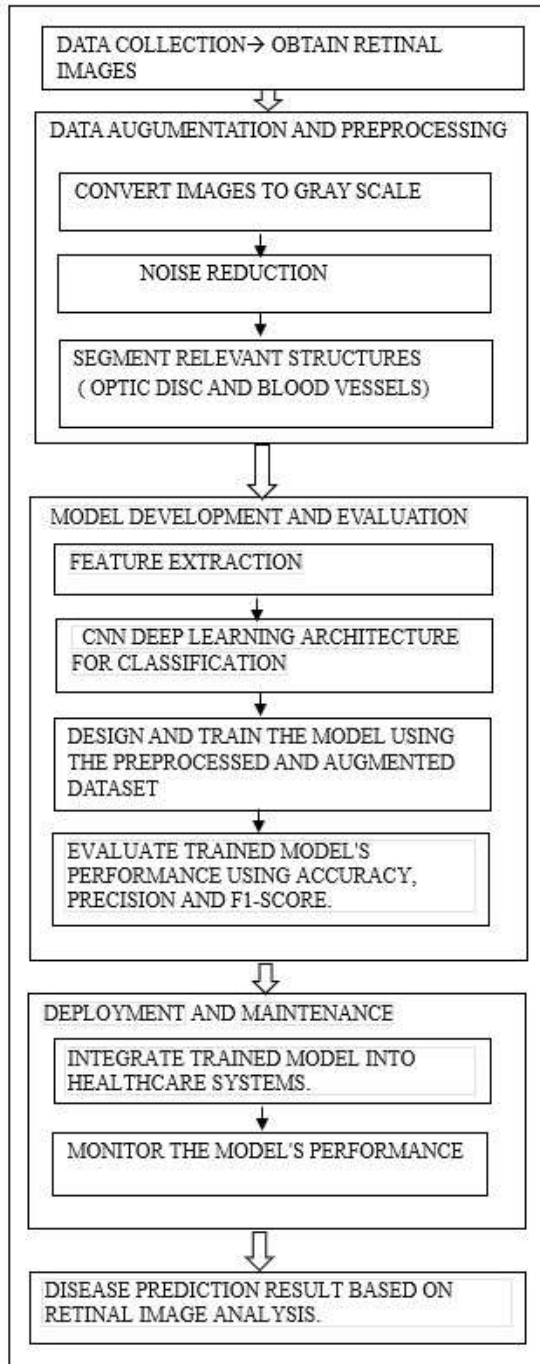 DATA COLLECTION→ OBTAIN RETINAL
IMAGES
DATA AUGUMENTATION AND PREPROCESSING
CONVERT IMAGES TO GRAY SCALE
NOISE REDUCTION
SEGMENT RELEVANT STRUCTURES
( OPTIC DISC AND BLOOD VESSELS)
MODEL DEVELOPMENT AND EVALUATION
FEATURE EXTRACTION
CNN DEEP LEARNING ARCHITECTURE
FOR CLASSIFICATION
DESIGN AND TRAIN THE MODEL USING
THE PREPROCESSED AND AUGMENTED
DATASET
EVALUATE TRAINED MODEL'S
PERFORMANCE USING ACCURACY,
PRECISION AND F1-SCORE.
DEPLOYMENT AND MAINTENANCE
INTEGRATE TRAINED MODEL INTO
HEALTHCARE SYSTEMS.
MONITOR THE MODEL'S PERFORMANCE
DISEASE PREDICTION RESULT BASED ON
RETINAL IMAGE ANALYSIS.